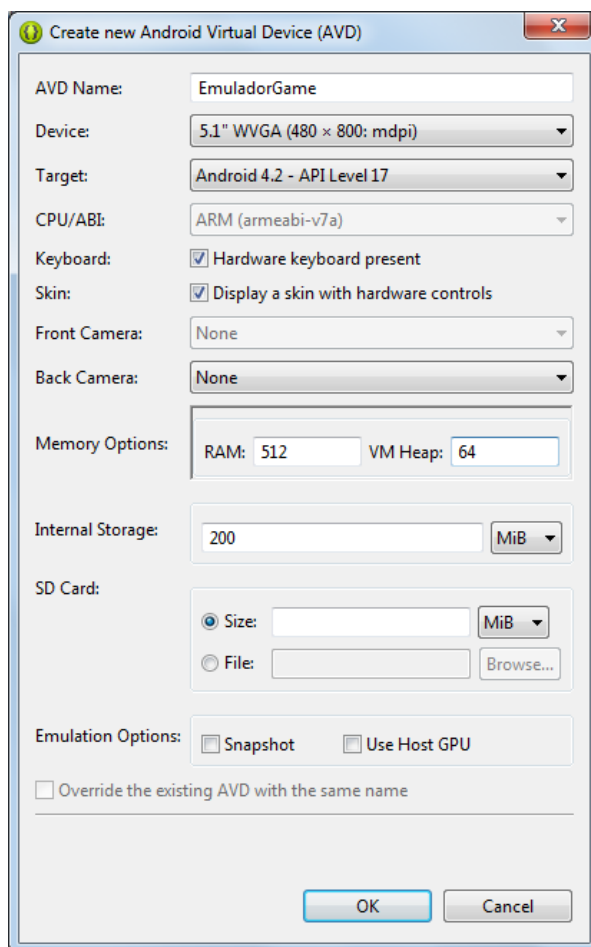 Create new Android Virtual Device (AVD)
AVD Name: EmuladorGame
Device: 5.1" WVGA (480 × 800: mdpi)
Target: Android 4.2 - API Level 17
CPU/ABI: ARM (armeabi-v7a)
Keyboard: Hardware keyboard present
Skin: Display a skin with hardware controls
Front Camera: None
Back Camera: None
Memory Options: RAM: 512 VM Heap: 64
Internal Storage: 200 MiB
SD Card:
Size: MiB
File: Browse...
Emulation Options: Snapshot Use Host GPU
Override the existing AVD with the same name
OK Cancel